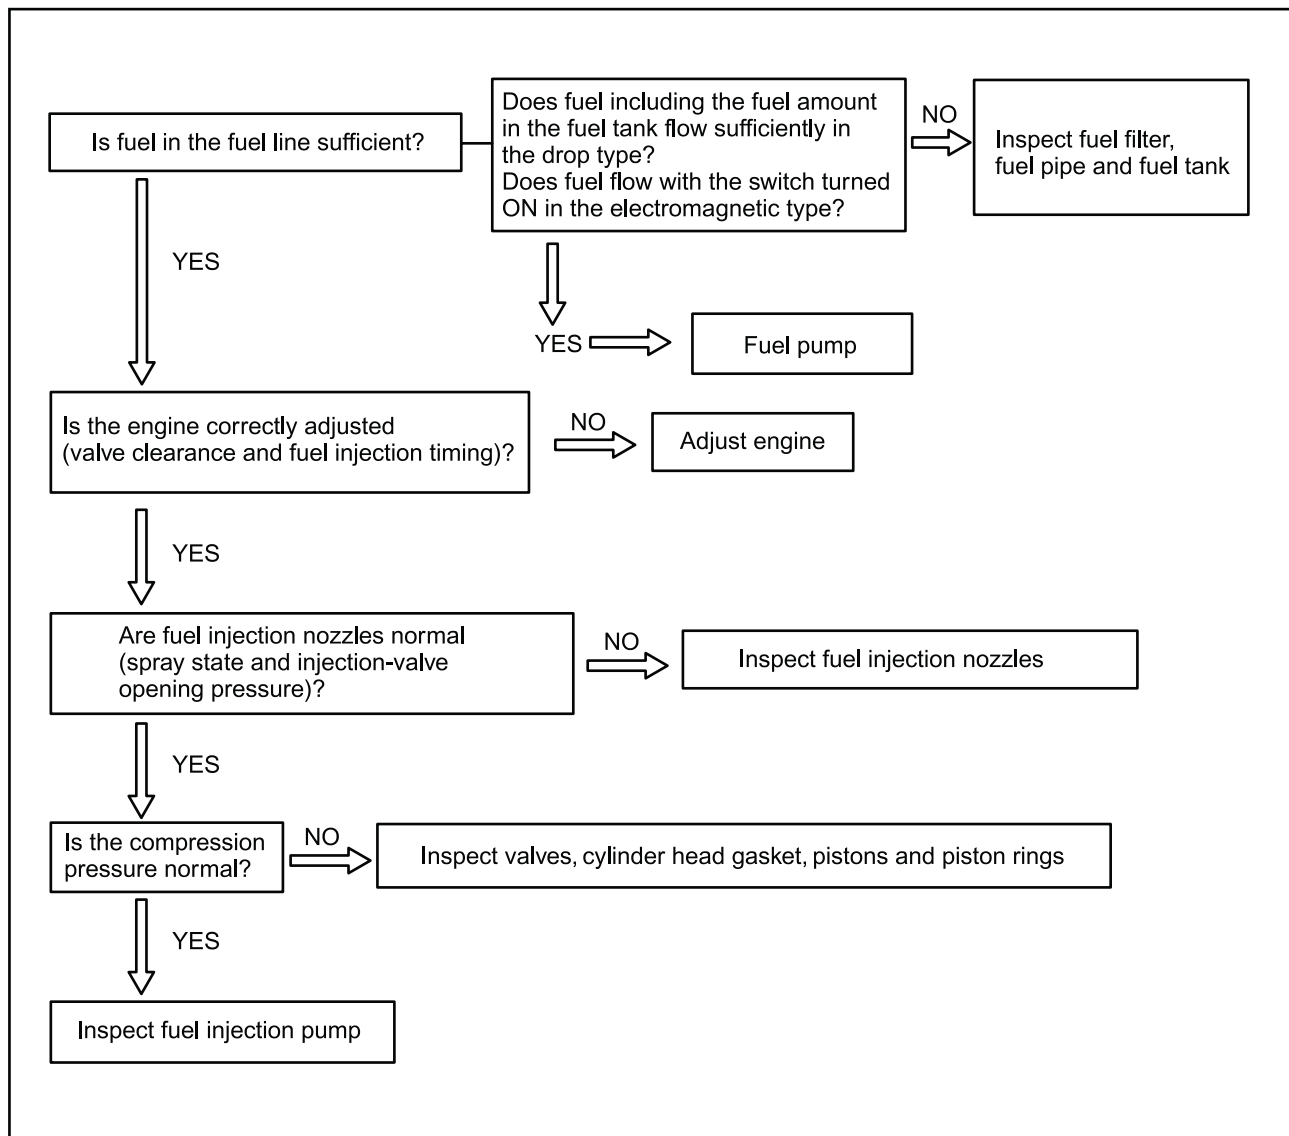 Is fuel in the fuel line sufficient?
Does fuel including the fuel amount
in the fuel tank flow sufficiently in
the drop type?
Does fuel flow with the switch turned
ON in the electromagnetic type?
NO
Inspect fuel filter,
fuel pipe and fuel tank
YES
YES
Fuel pump
Is the engine correctly adjusted
(valve clearance and fuel injection timing)?
NO
Adjust engine
YES
Are fuel injection nozzles normal
(spray state and injection-valve
opening pressure)?
NO
Inspect fuel injection nozzles
YES
Is the compression
pressure normal?
NO
Inspect valves, cylinder head gasket, pistons and piston rings
YES
Inspect fuel injection pump